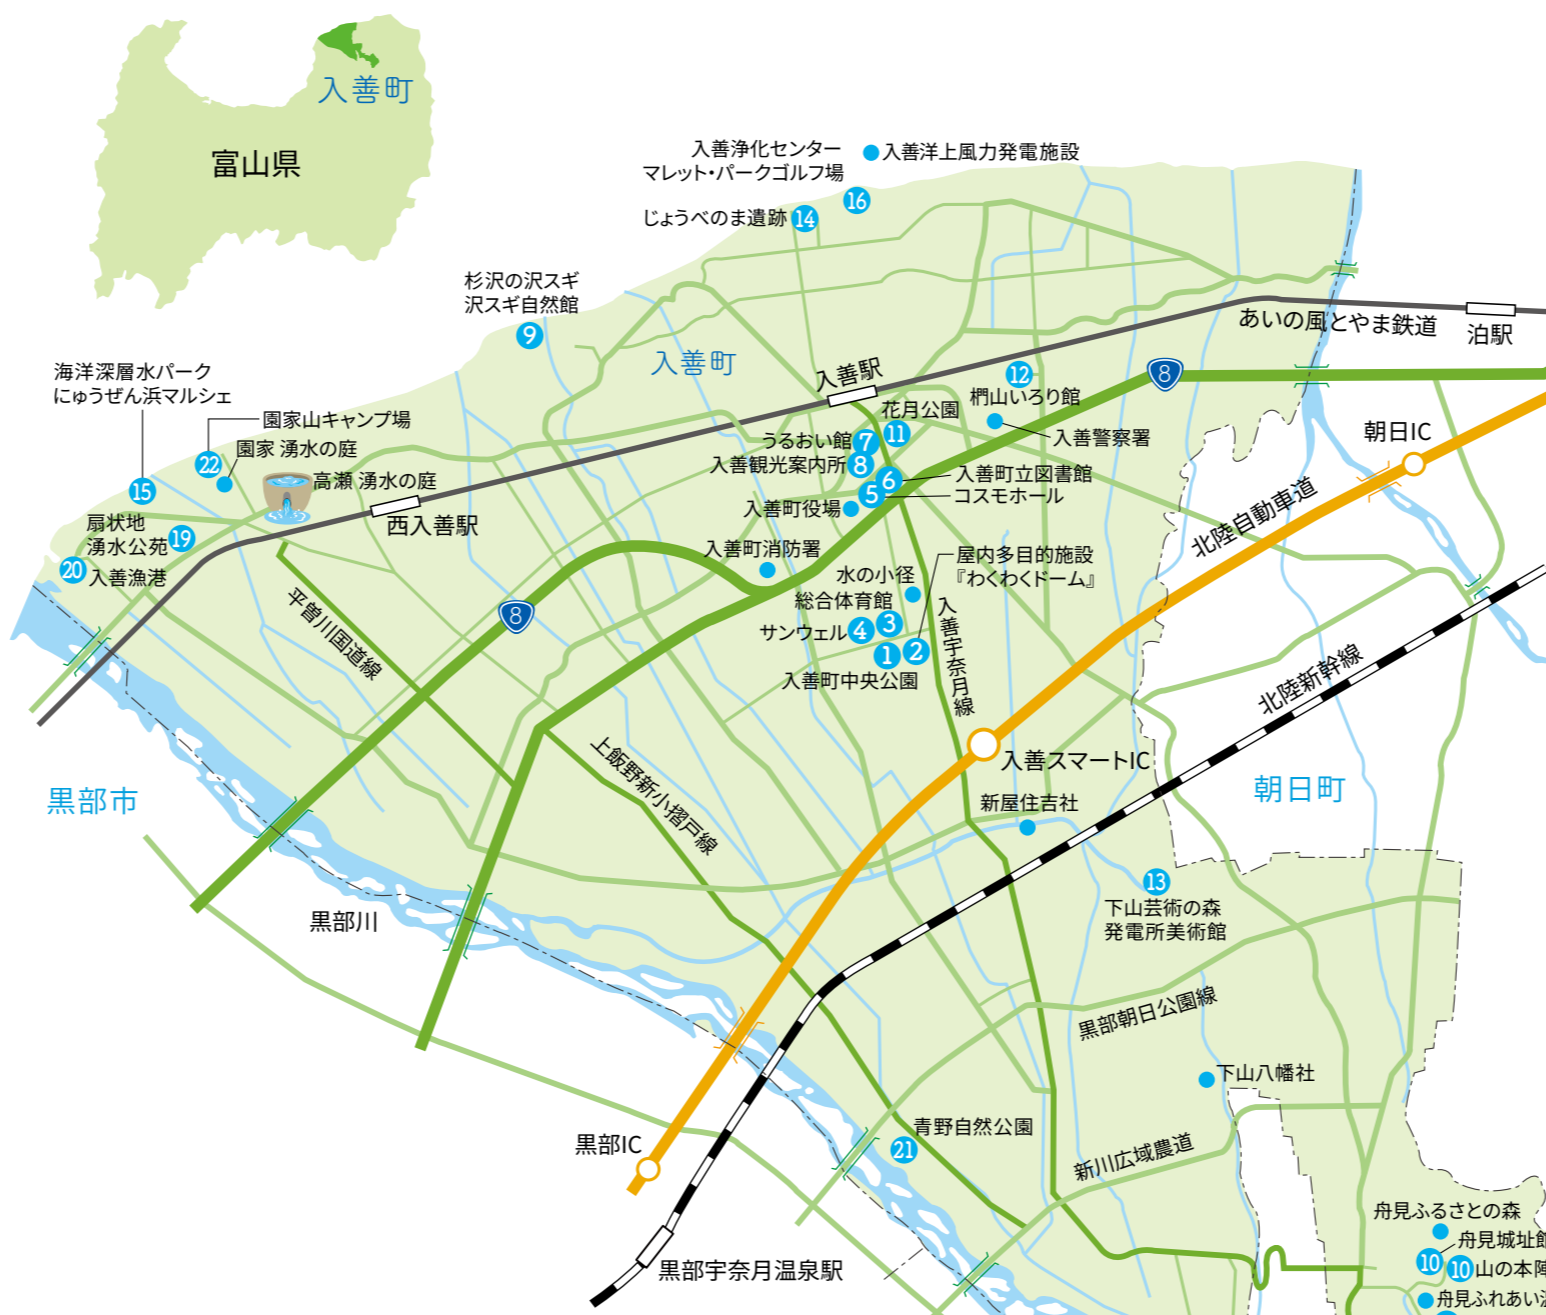 入善町
富山県
入善浄化センター
マレット・パークゴルフ場
16
入善洋上風力発電施設
じょうべのま遺跡
14
杉沢の沢スギ
沢スギ自然館
9
入善町
あいの風とやま鉄道
泊駅
海洋深層水パーク
にゅうぜん浜マルシェ
15
園家山キャンプ場
22
園家 湧水の庭
高瀬 湧水の庭
西入善駅
扇状地
湧水公苑
19
20
入善漁港
入善駅
花月公園
11
うるおい館
7
入善観光案内所
8
6
入善町立図書館
5
コスモホール
入善町役場
入善町消防署
12
椚山いろり館
入善警察署
8
朝日IC
北陸自動車道
屋内多目的施設
『わくわくドーム』
水の小径
総合体育館
3
サンウェル
4
1
2
入善町中央公園
入善宇奈月線
8
平曽川国道線
上飯野新小摺戸線
北陸新幹線
入善スマートIC
新屋住吉社
黒部市
朝日町
黒部川
13
下山芸術の森
発電所美術館
黒部朝日公園線
下山八幡社
青野自然公園
21
新川広域農道
黒部IC
黒部宇奈月温泉駅
舟見ふるさとの森
舟見城址館
10
10
山の本陣
舟見ふれあい